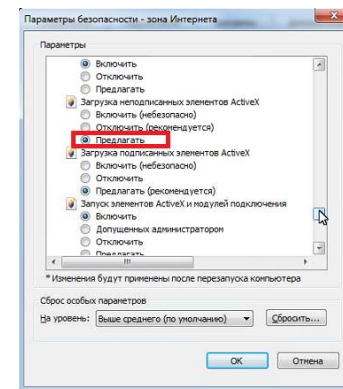 Параметры безопасности - зона Интернета
Параметры
Включить
Отключить
Предлагать
Загрузка неподписанных элементов ActiveX
Включить (небезопасно)
Отключить (рекомендуется)
Предлагать
Загрузка подписанных элементов ActiveX
Включить (небезопасно)
Отключить
Предлагать (рекомендуется)
Запуск элементов ActiveX и модулей подключения
Включить
Допущенных администратором
Отключить
Предлагать
* Изменения будут применены после перезапуска компьютера
Сброс особых параметров
На уровень: Выше среднего (по умолчанию) Сбросить...
ОК Отмена